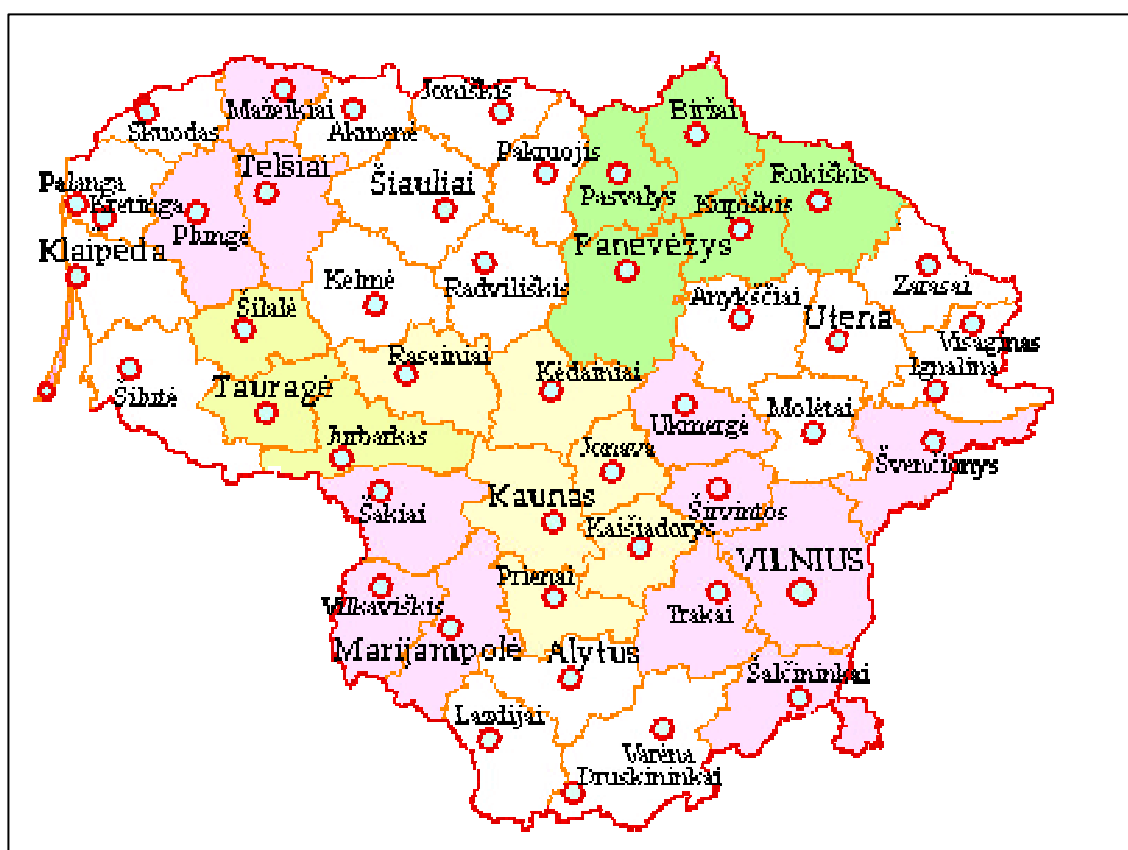 Joniškis
Mažeikiai
Akmenė
Skuodas
Biržai
Pakruojis
Telšiai
Šiauliai
Pasvalys
Rokiškis
Palanga
Kretinga
Kupiškis
Plungė
Klaipėda
Panevėžys
Kelmė
Radviliškis
Zarasai
Anykščiai
Utena
Šilalė
Visaginas
Raseiniai
Ignalina
Kėdainiai
Tauragė
Šilutė
Molėtai
Ukmergė
Jurbarkas
Jonava
Švenčionys
Kaunas
Šakiai
Širvintos
Kaišiadorys
VILNIUS
Prienai
Vilkaviškis
Trakai
Marijampolė
Alytus
Šalčininkai
Lazdijai
Varėna
Druskininkai